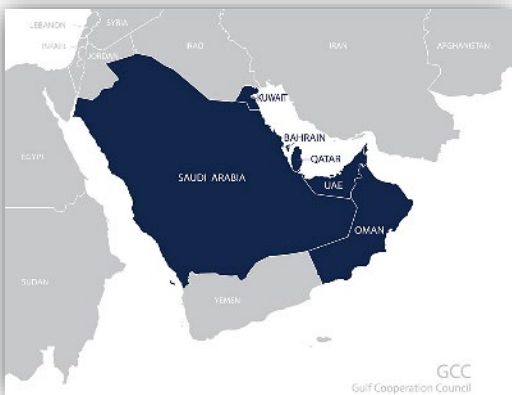 SYRIA
LEBANON
ISRAEL
JORDAN
IRAQ
IRAN
AFGHANISTAN
KUWAIT
BAHRAIN
QATAR
EGYPT
SAUDI ARABIA
UAE
OMAN
SUDAN
YEMEN
GCC
Gulf Cooperation Council